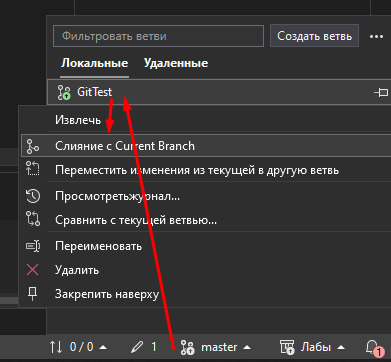 Фильтровать ветви
Создать ветвь
Локальные Удаленные
GitTest
Извлечь
Слияние с Current Branch
Переместить изменения из текущей в другую ветвь
Просмотретьжурнал...
Сравнить с текущей ветвью...
Переименовать
Удалить
Закрепить наверху
0 / 0 1 master Лабы 1